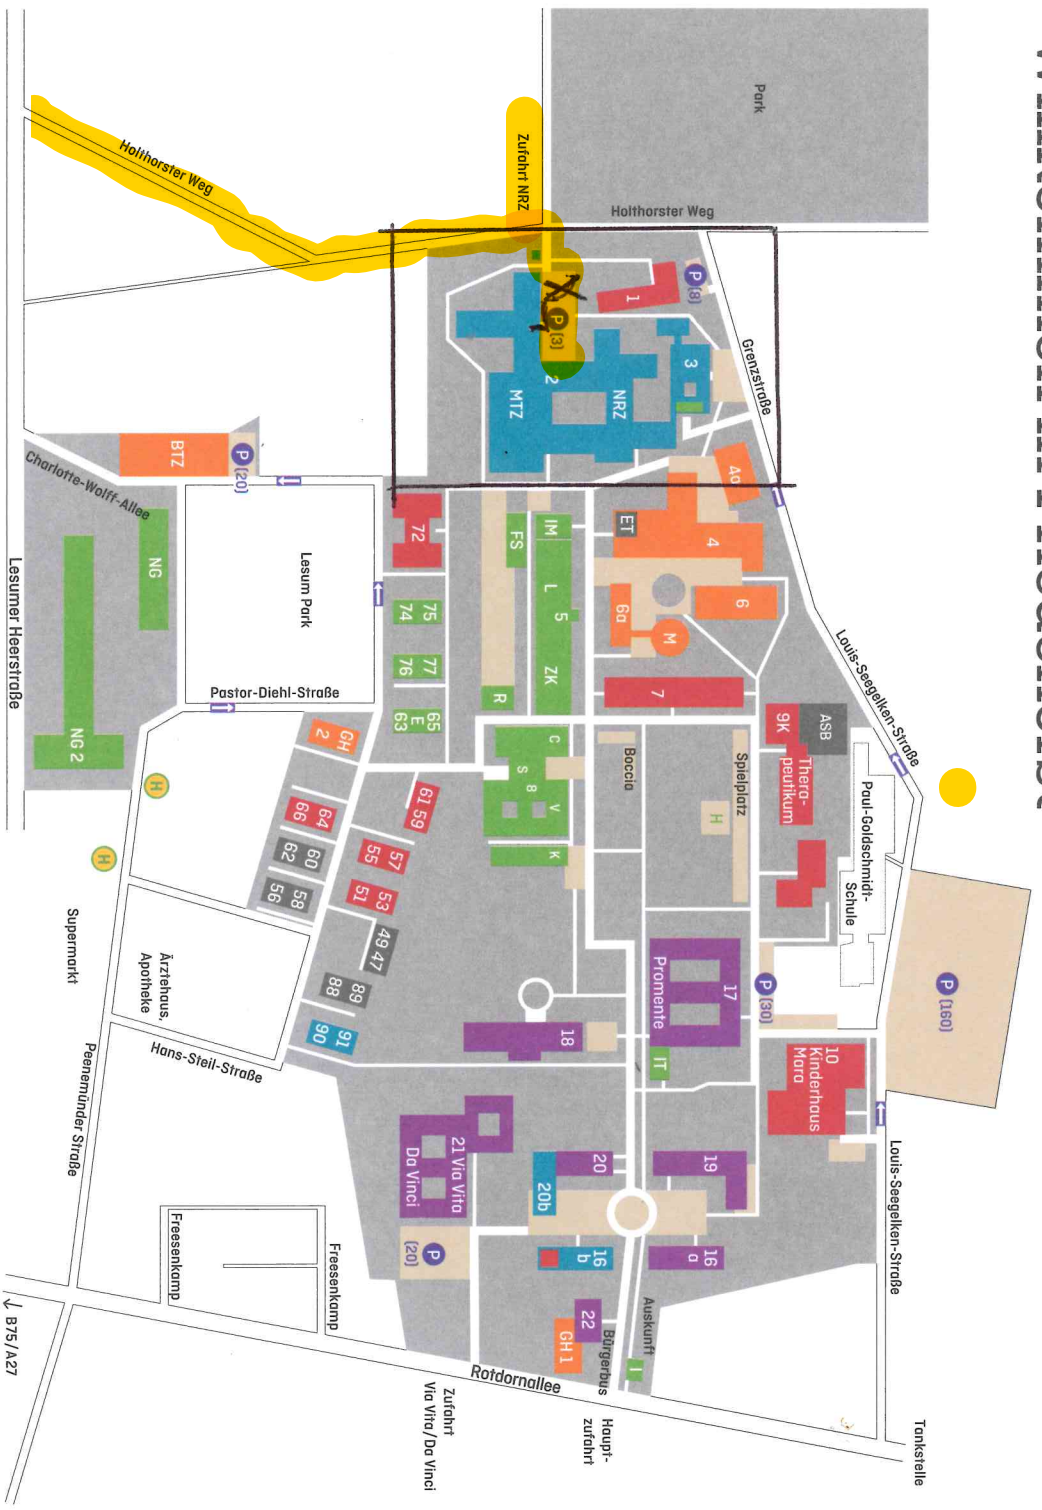 Park
Holthorster Weg
Zufahrt NRZ
Holthorster Weg
P (8)
1
P (3)
Grenzstraße
3
2
NRZ
MTZ
BTZ
P (20)
Charlotte-Wolff-Allee
4a
72
FS
IM
ET
4
NG
Lesum Park
Lesumer Heerstraße
75
74
L
5
6a
6
M
77
76
ZK
7
Louis-Seegelken-Straße
Pastor-Diehl-Straße
65
E
63
R
9K
ASB
Thera-
peutikum
NG 2
GH
2
C
S
8
V
K
Boccia
Spielplatz
H
Paul-Goldschmidt-
Schule
H
H
61 59
64
66
57
55
60
62
53
51
58
56
49 47
Supermarkt
Ärztehaus,
Apotheke
89
88
91
90
17
Promente
P (30)
P (160)
18
IT
10
Kinderhaus
Mara
Hans-Steil-Straße
Peenemünder Straße
21 Via Vita
Da Vinci
20
20b
19
Louis-Seegelken-Straße
P
(20)
16
b
16
a
Freesenkamp
Freesenkamp
22
GH 1
Auskunft
Bürgerbus
I
Rotdornallee
B75/A27
Zufahrt
Via Vita/Da Vinci
Haupt-
zufahrt
Tankstelle